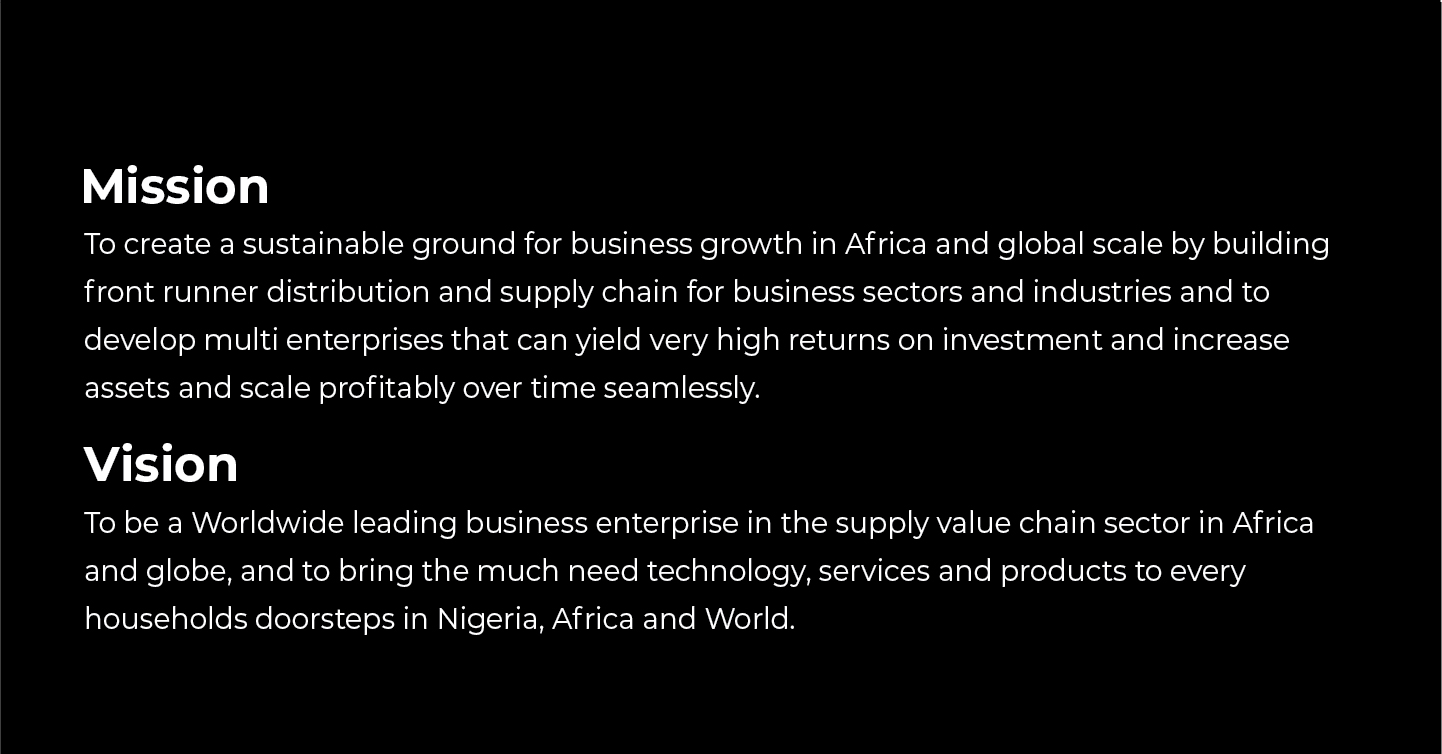 Mission
To create a sustainable ground for business growth in Africa and global scale by building
front runner distribution and supply chain for business sectors and industries and to
develop multi enterprises that can yield very high returns on investment and increase
assets and scale profitably over time seamlessly.
Vision
To be a Worldwide leading business enterprise in the supply value chain sector in Africa
and globe, and to bring the much need technology, services and products to every
households doorsteps in Nigeria, Africa and World.